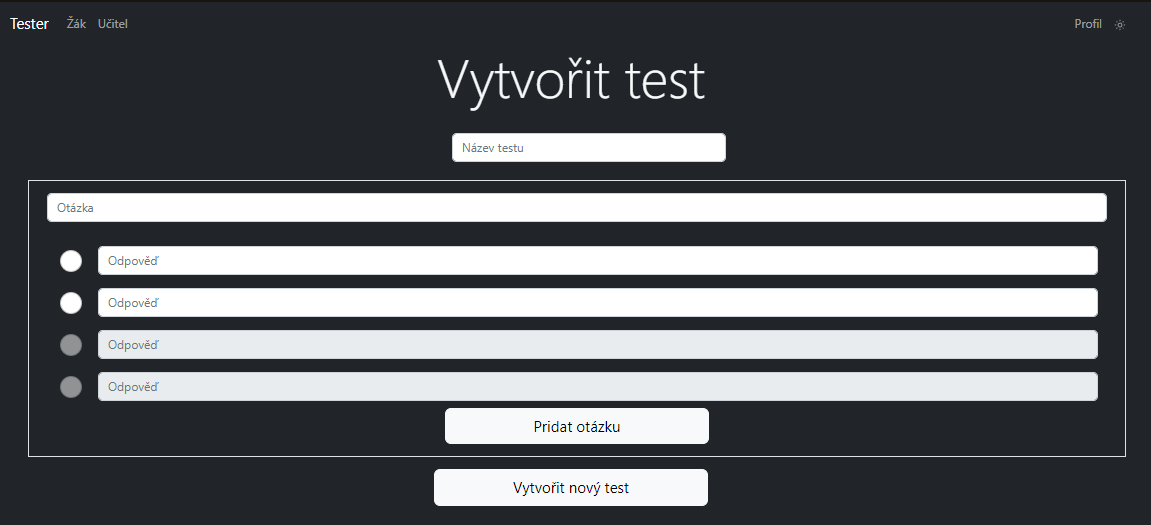 Tester Žák Učitel Profil
Vytvořit test
Název testu
Otázka
Odpověď
Odpověď
Odpověď
Odpověď
Pridat otázku
Vytvořit nový test